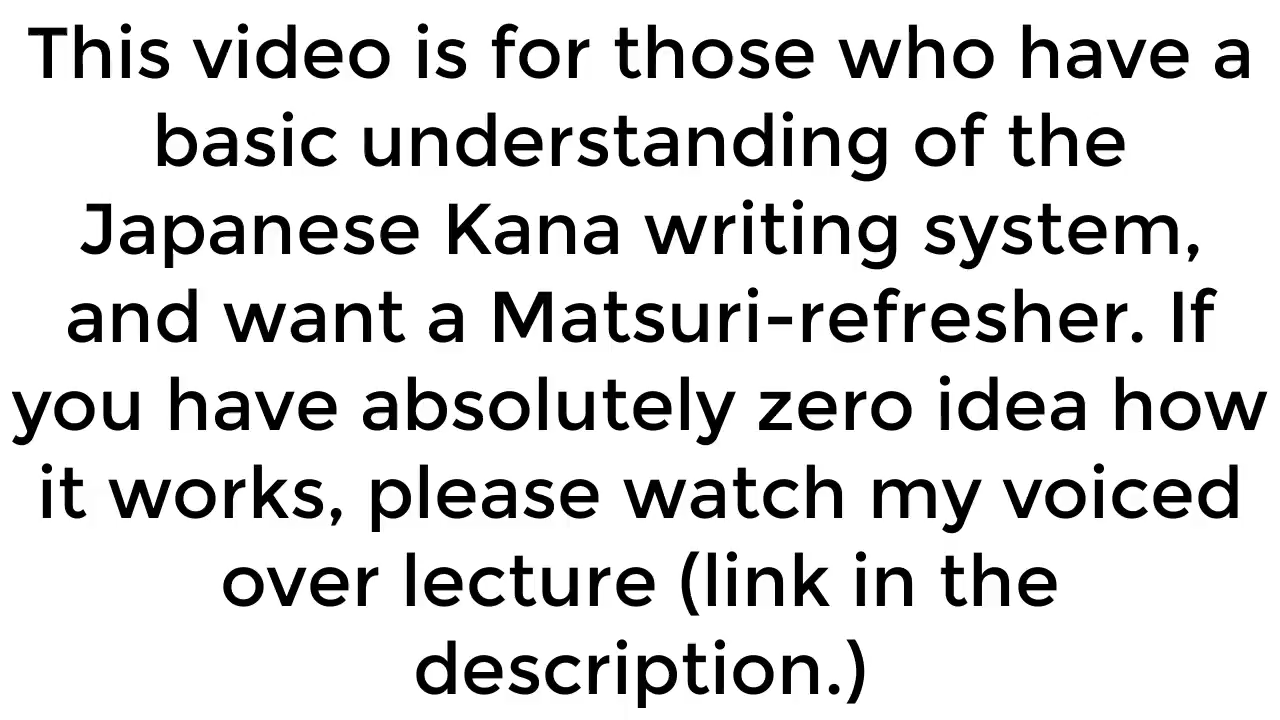 This video is for those who have a
basic understanding of the
Japanese Kana writing system,
and want a Matsuri-refresher. If
you have absolutely zero idea how
it works, please watch my voiced
over lecture (link in the
description.)